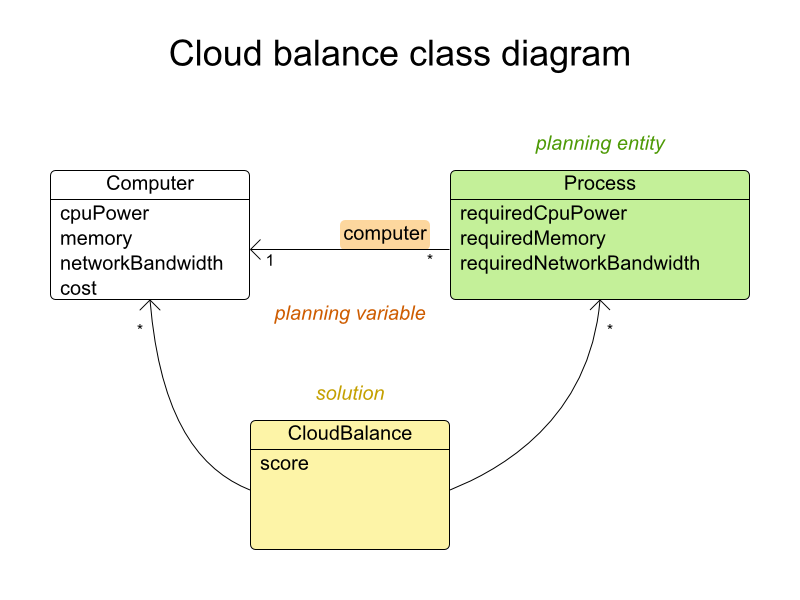 Cloud balance class diagram
planning entity
Computer
cpuPower
memory
networkBandwidth
cost
computer
1
*
planning variable
Process
requiredCpuPower
requiredMemory
requiredNetworkBandwidth
*
*
solution
CloudBalance
score